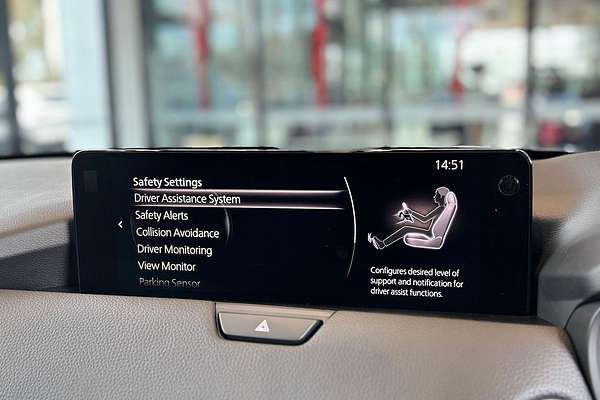 14:51
Safety Settings
Driver Assistance System
Safety Alerts
Collision Avoidance
Driver Monitoring
View Monitor
Parking Sensor
Configures desired level of
support and notification for
driver assist functions.